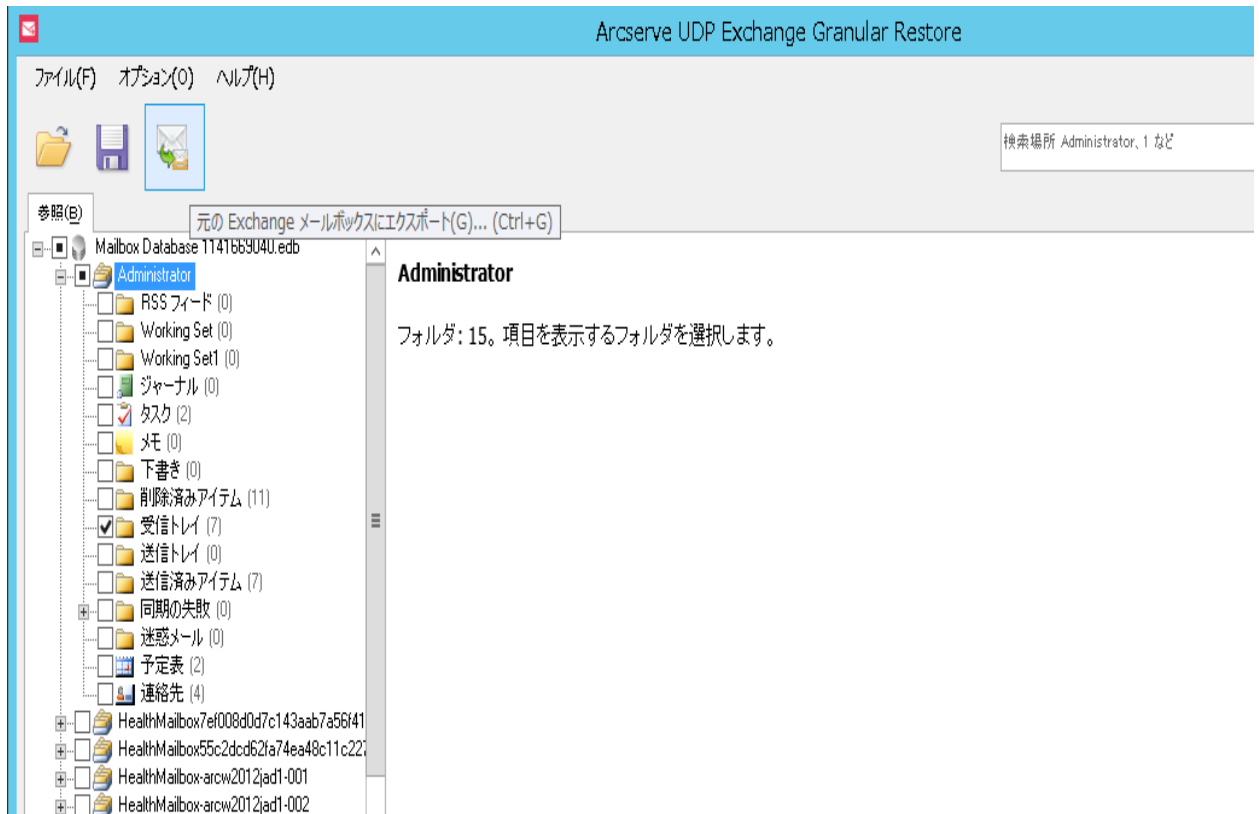 Arcserve UDP Exchange Granular Restore
ファイル(F) オプション(O) ヘルプ(H)
検索場所 Administrator、1 など
参照(B)
元の Exchange メールボックスにエクスポート(G)... (Ctrl+G)
Mailbox Database 1141669040.edb
Administrator
RSS フィード (0)
Working Set (0)
Working Set1 (0)
ジャーナル (0)
タスク (2)
メモ (0)
下書き (0)
削除済みアイテム (11)
受信トレイ (7)
送信トレイ (0)
送信済みアイテム (7)
同期の失敗 (0)
迷惑メール (0)
予定表 (2)
連絡先 (4)
HealthMailbox7ef008d0d7c143aab7a56f41
HealthMailbox55c2dcd62fa74ea48c11c227
HealthMailbox-arcw2012jad1-001
HealthMailbox-arcw2012jad1-002
Administrator
フォルダ: 15。項目を表示するフォルダを選択します。